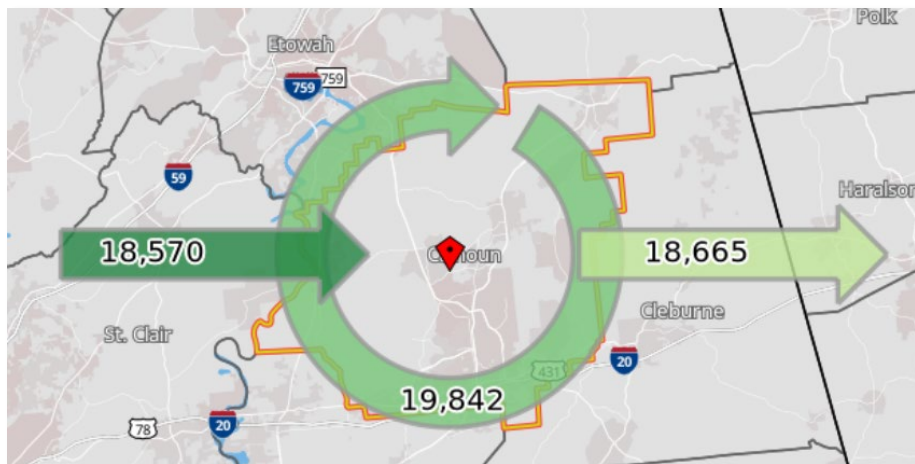 Polk
Etowah
759
759
59
Haralson
18,570
Calhoun
18,665
Cleburne
St. Clair
20
431
19,842
78
20